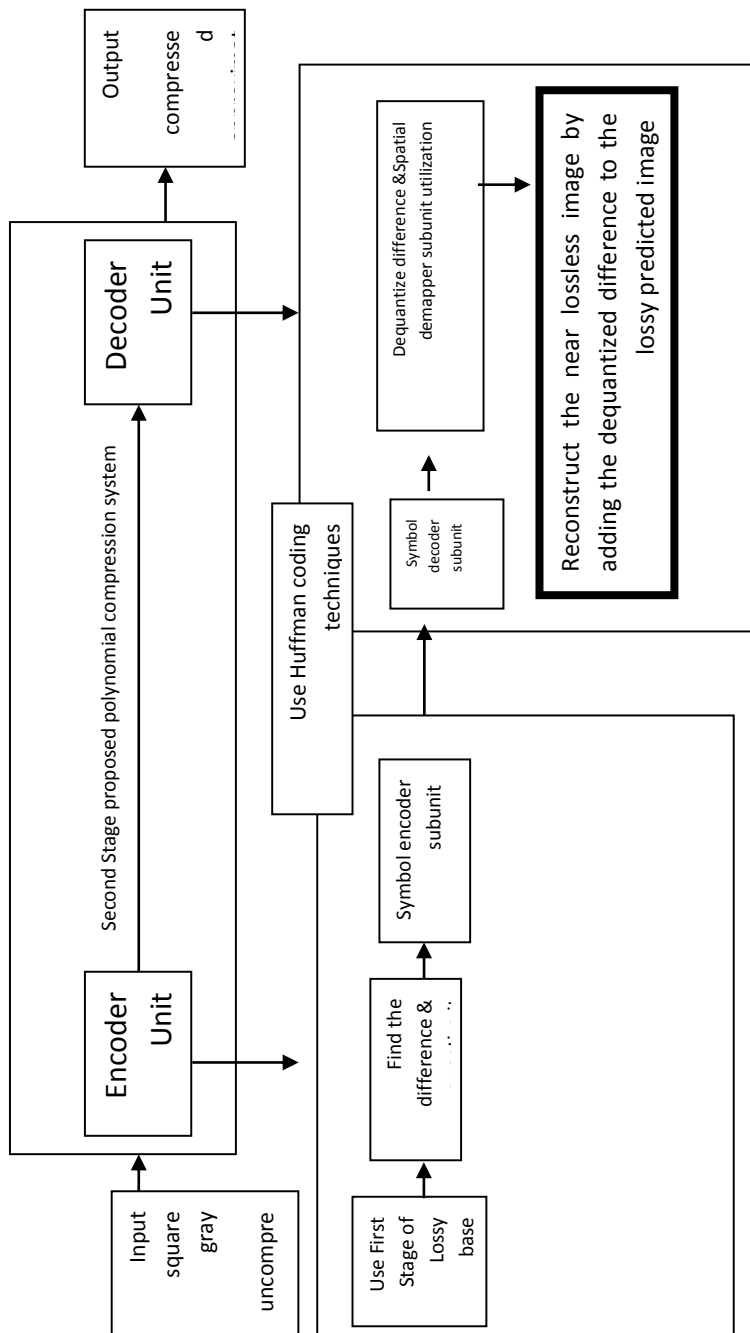 Input
square
gray
uncompre
Encoder
Unit
Second Stage proposed polynomial compression system
Decoder
Unit
Output
compresse
d
Use First
Stage of
Lossy
base
Find the
difference &
Symbol encoder
subunit
Use Huffman coding
techniques
Symbol
decoder
subunit
Dequantize difference &Spatial
demapper subunit utilization
Reconstruct the near lossless image by
adding the dequantized difference to the
lossy predicted image